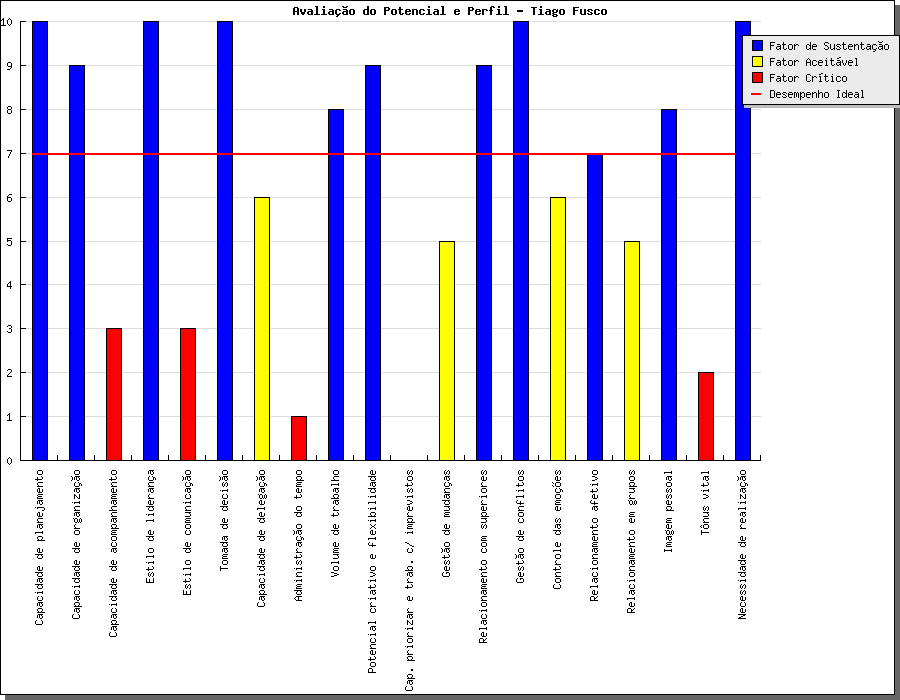 Avaliação do Potencial e Perfil - Tiago Fusco
10
9
8
7
6
5
4
3
2
1
0
Fator de Sustentação
Fator Aceitável
Fator Crítico
Desempenho Ideal
Capacidade de planejamento
Capacidade de organização
Capacidade de acompanhamento
Estilo de liderança
Estilo de comunicação
Tomada de decisão
Capacidade de delegação
Administração do tempo
Volume de trabalho
Potencial criativo e flexibilidade
Cap. priorizar e trab. c/ imprevistos
Gestão de mudanças
Relacionamento com superiores
Gestão de conflitos
Controle das emoções
Relacionamento afetivo
Relacionamento em grupos
Imagem pessoal
Tônus vital
Necessidade de realização